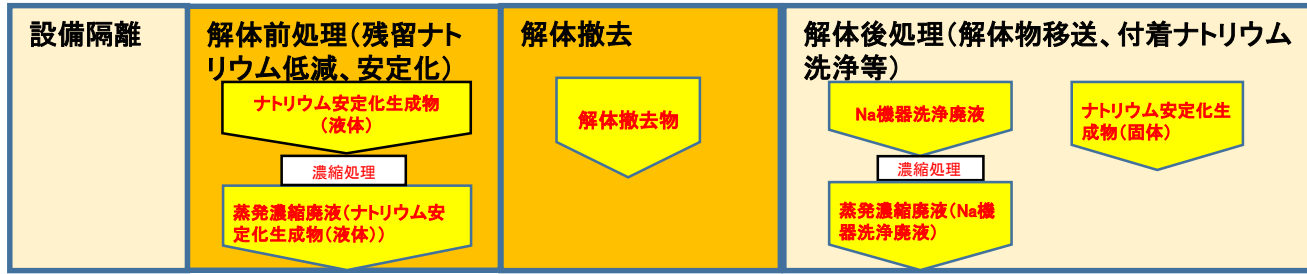 設備隔離
解体前処理(残留ナト
リウム低減、安定化)
ナトリウム安定化生成物
(液体)
濃縮処理
蒸発濃縮廃液(ナトリウム安
定化生成物(液体))
解体撤去
解体撤去物
解体後処理(解体物移送、付着ナトリウム
洗浄等)
Na機器洗浄廃液
濃縮処理
蒸発濃縮廃液(Na機
器洗浄廃液)
ナトリウム安定化生
成物(固体)